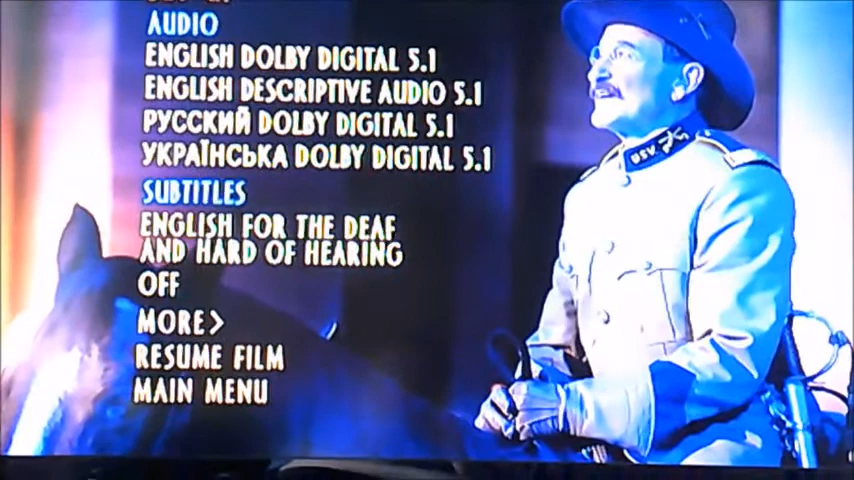 AUDIO
ENGLISH DOLBY DIGITAL 5.1
ENGLISH DESCRIPTIVE AUDIO 5.1
РУССКИЙ DOLBY DIGITAL 5.1
УКРАЇНСЬКА DOLBY DIGITAL 5.1
SUBTITLES
ENGLISH FOR THE DEAF
AND HARD OF HEARING
OFF
MORE>
RESUME FILM
MAIN MENU
USV.